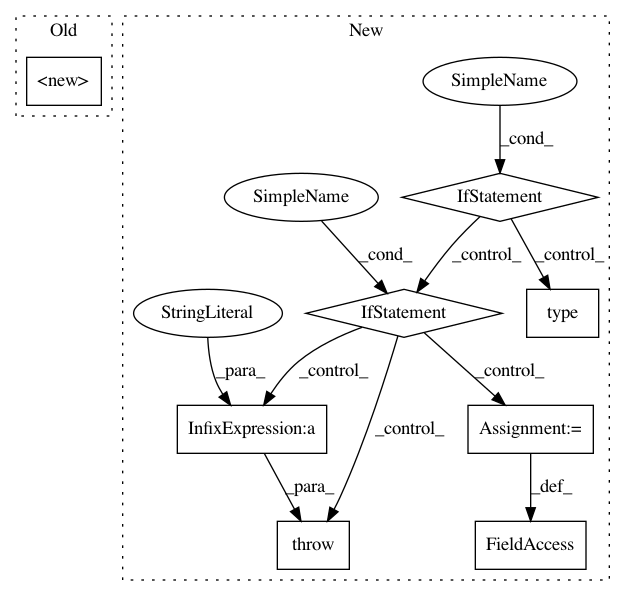 Old
New
<new>
SimpleName
_cond_
SimpleName
IfStatement
_cond_
_control_
_control_
StringLiteral
IfStatement
type
_para_
_control_
_control_
_control_
InfixExpression:a
Assignment:=
_para_
_def_
throw
FieldAccess